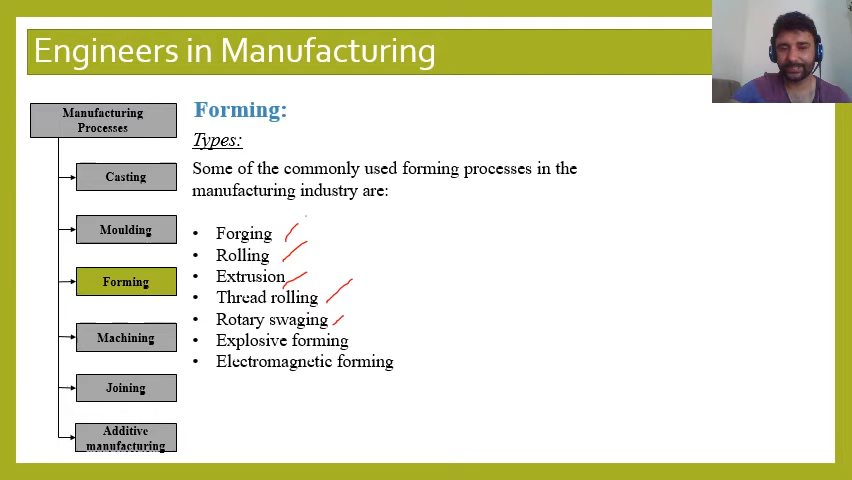 Engineers in Manufacturing
Manufacturing
Processes
Casting
Moulding
Forming
Machining
Joining
Additive
manufacturing
Forming:
Types:
Some of the commonly used forming processes in the
manufacturing industry are:
• Forging
• Rolling
• Extrusion
• Thread rolling
• Rotary swaging
• Explosive forming
• Electromagnetic forming